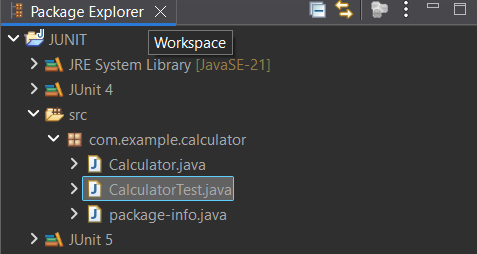 Package Explorer
Workspace
JUNIT
JRE System Library [JavaSE-21]
JUnit 4
src
com.example.calculator
Calculator.java
CalculatorTest.java
package-info.java
JUnit 5